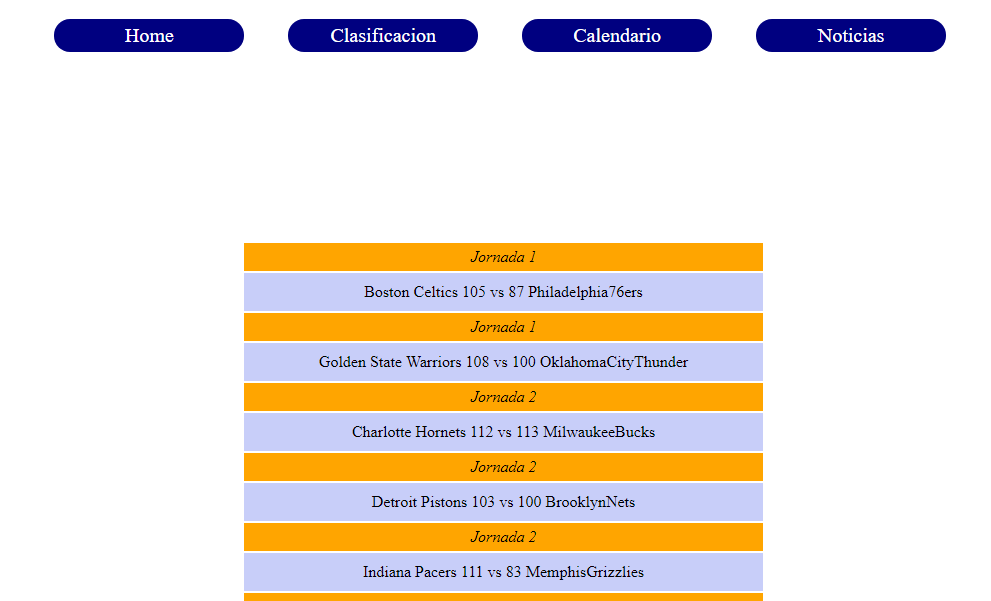 Home
Clasificacion
Calendario
Noticias
Jornada 1
Boston Celtics 105 vs 87 Philadelphia76ers
Jornada 1
Golden State Warriors 108 vs 100 OklahomaCityThunder
Jornada 2
Charlotte Hornets 112 vs 113 MilwaukeeBucks
Jornada 2
Detroit Pistons 103 vs 100 BrooklynNets
Jornada 2
Indiana Pacers 111 vs 83 MemphisGrizzlies